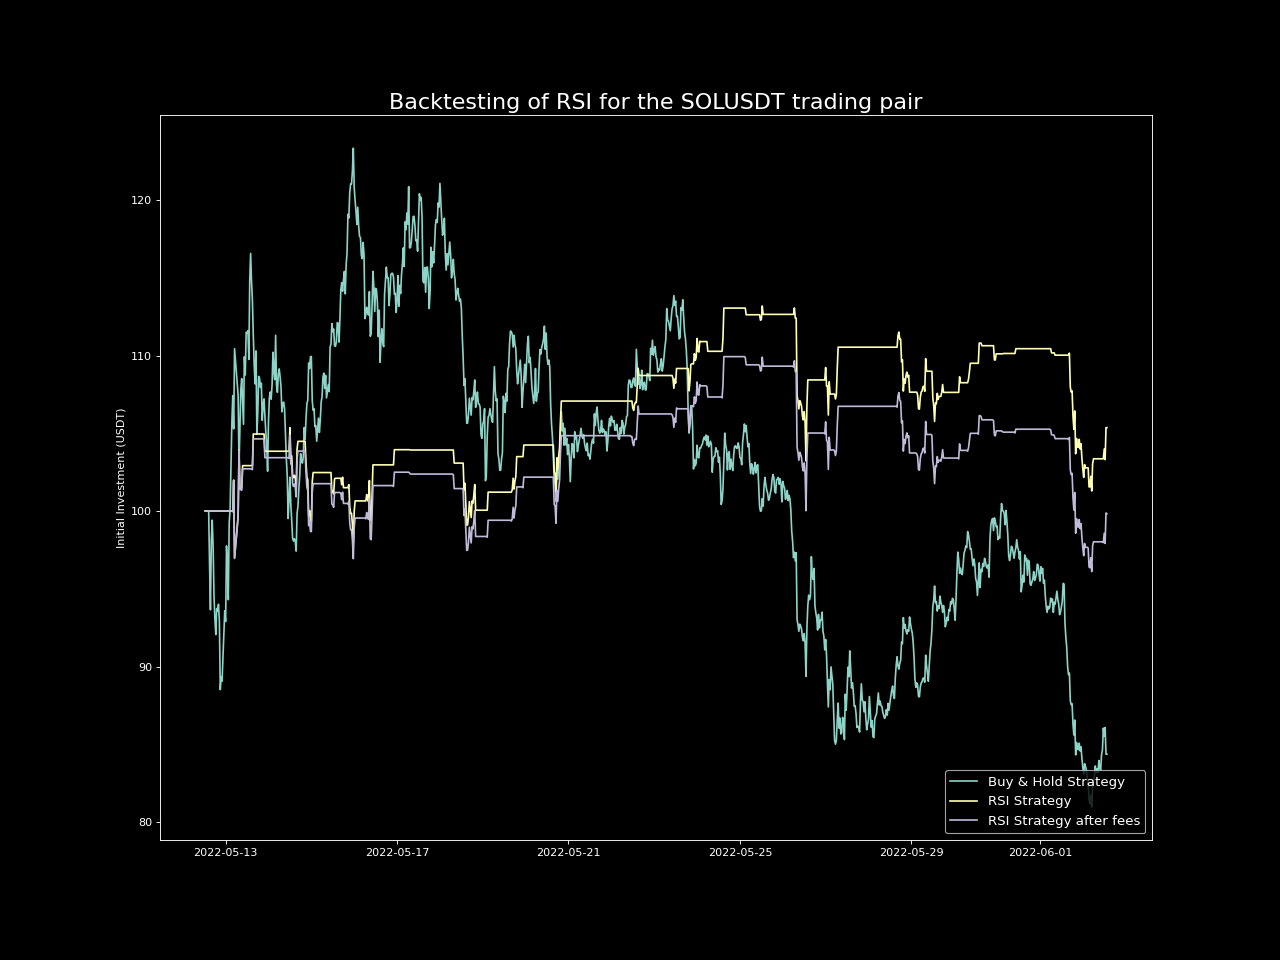 Backtesting of RSI for the SOLUSDT trading pair
Initial Investment (USDT)
120
110
100
90
80
2022-05-13
2022-05-17
2022-05-21
2022-05-25
2022-05-29
2022-06-01
Buy & Hold Strategy
RSI Strategy
RSI Strategy after fees